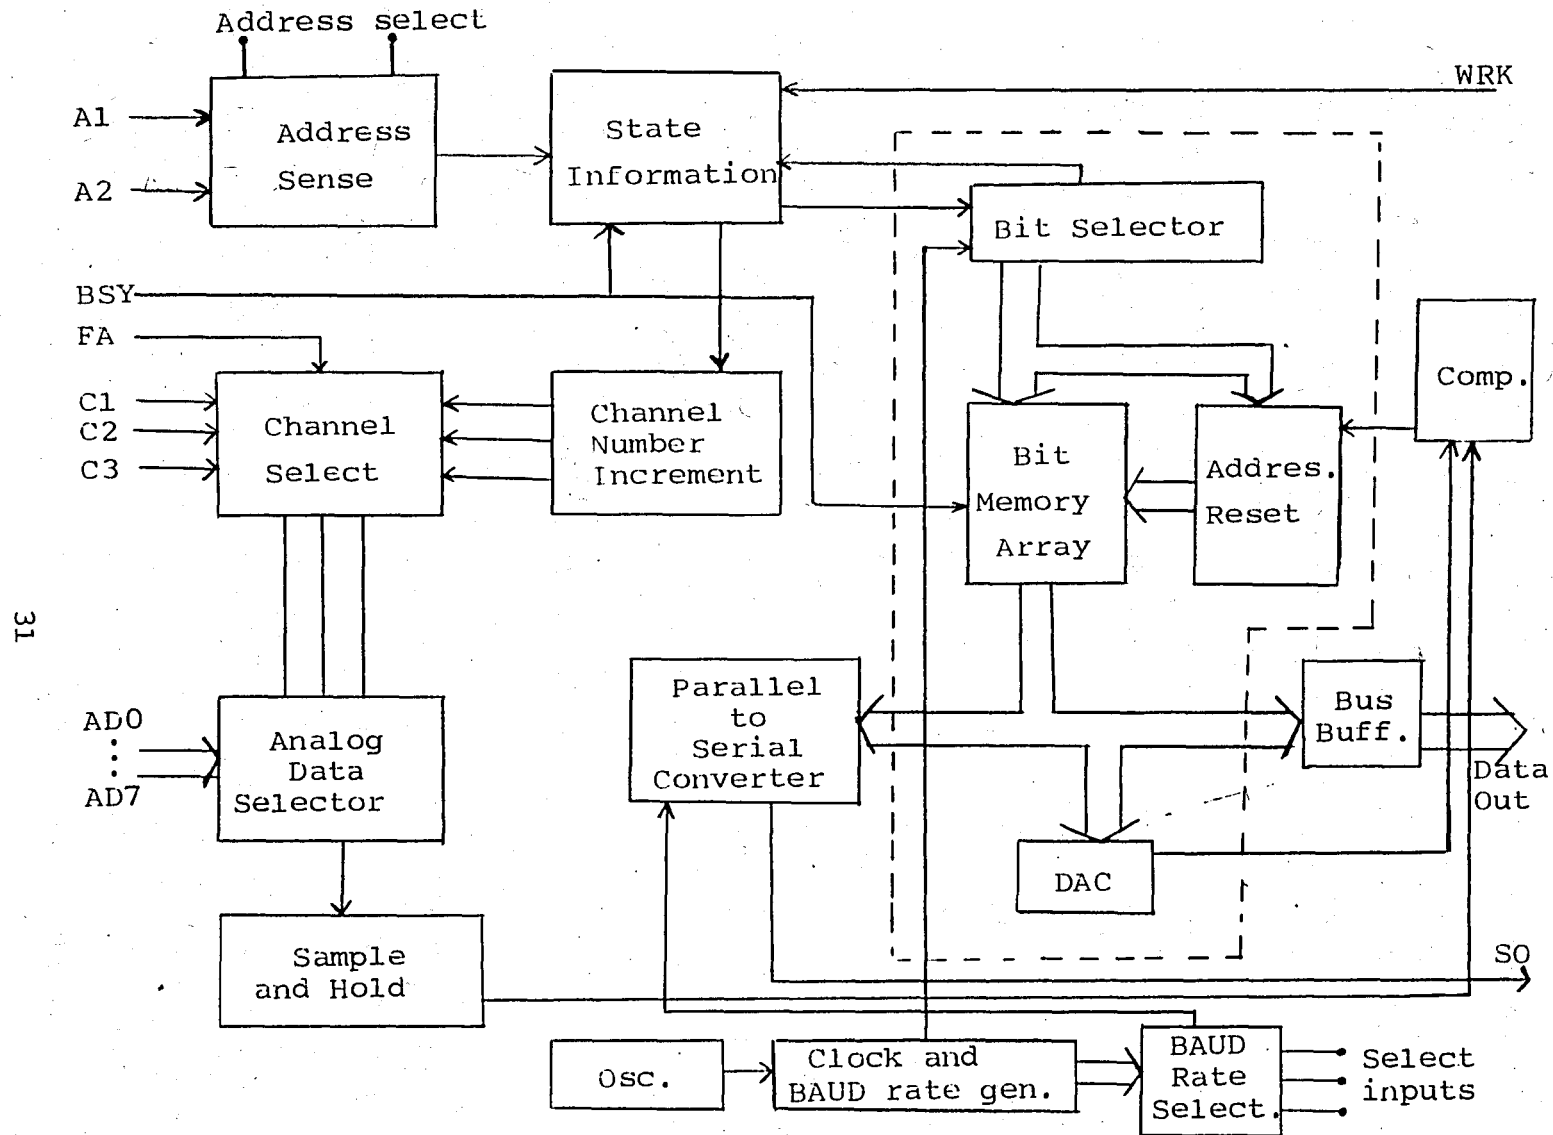 Address select
WRK
A1
A2
Address
Sense
State
Information
Bit Selector
BSY
FA
C1
C2
C3
Channel
Select
Channel
Number
Increment
Bit
Memory
Array
Addres.
Reset
Comp.
31
AD0
AD7
Analog
Data
Selector
Parallel
to
Serial
Converter
Bus
Buff.
Data
Out
DAC
Sample
and Hold
SO
Osc.
Clock and
BAUD rate gen.
BAUD
Rate
Select.
Select
inputs